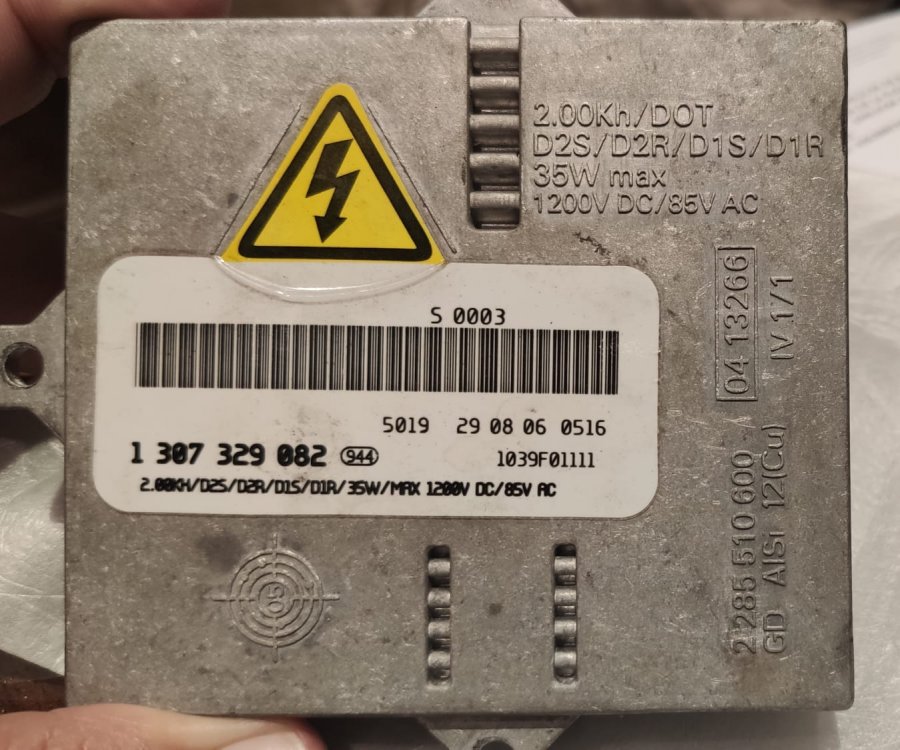 2.00Kh/DOT
D2S/D2R/D1S/D1R
35W max
1200V DC/85V AC
S 0003
5019 29 08 06 0516
1 307 329 082 944
1039F01111
2.00KH/D2S/D2R/D1S/D1R/35W/MAX 1200V DC/85V AC
04 13266
IV.1/1
2 285 510 600
GD AlSi 12(Cu)
05